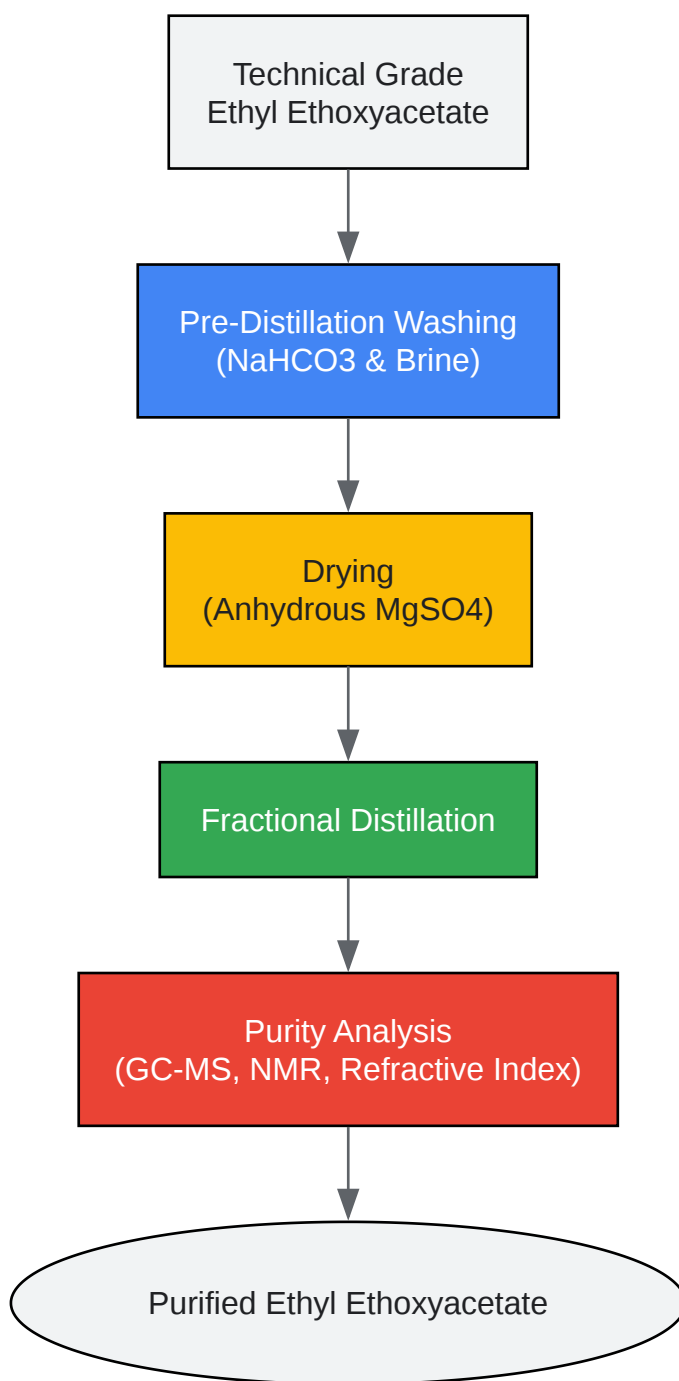 Technical Grade
Ethyl Ethoxyacetate
Pre-Distillation Washing
(NaHCO3 & Brine)
Drying
(Anhydrous MgSO4)
Fractional Distillation
Purity Analysis
(GC-MS, NMR, Refractive Index)
Purified Ethyl Ethoxyacetate